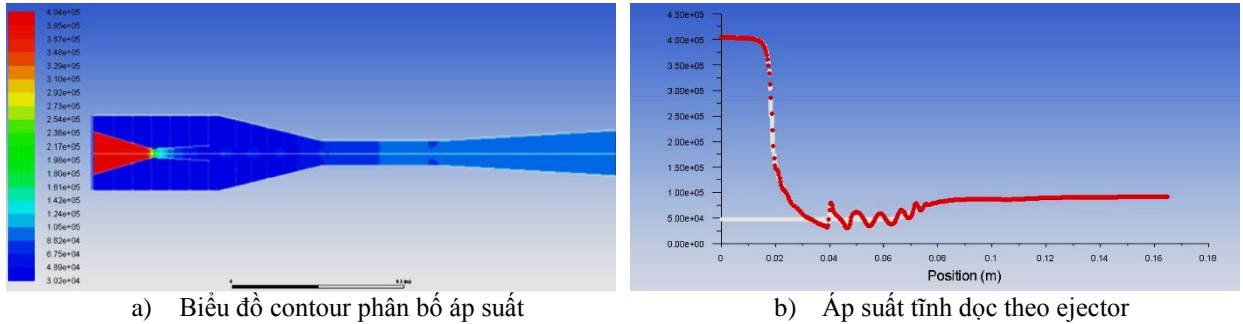 4.04e+05
3.85e+05
3.67e+05
3.48e+05
3.29e+05
3.10e+05
2.92e+05
2.73e+05
2.54e+05
2.36e+05
2.17e+05
1.98e+05
1.80e+05
1.61e+05
1.42e+05
1.24e+05
1.05e+05
8.62e+04
6.75e+04
4.89e+04
3.02e+04
0
4.50e+05
4.00e+05
3.50e+05
3.00e+05
2.50e+05
2.00e+05
1.50e+05
1.00e+05
5.00e+04
0.00e+00
0 0.02 0.04 0.06 0.08 0.1 0.12 0.14 0.16 0.18
Position (m)
a) Biểu đồ contour phân bố áp suất
b) Áp suất tĩnh dọc theo ejector